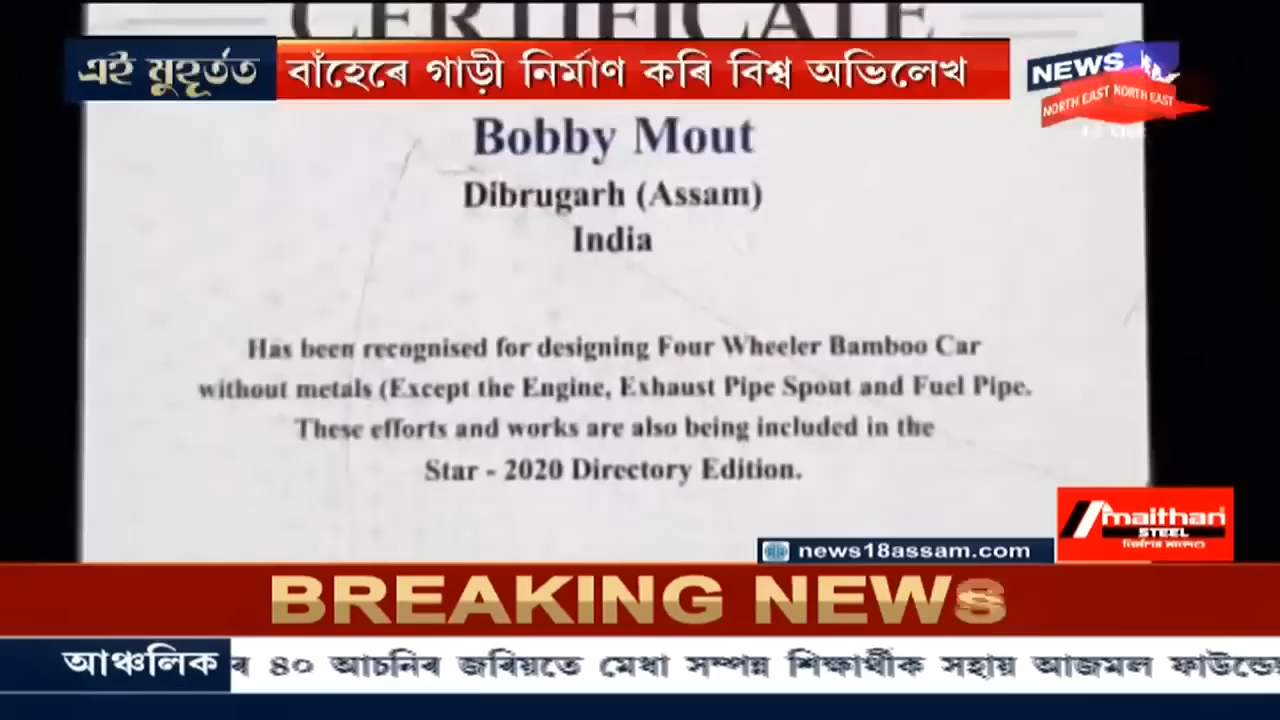 CERTIFICATE
এই মুহূৰ্তত
বাঁহেৰে গাড়ী নিৰ্মাণ কৰি বিশ্ব অভিলেখ
NEWS
NORTH EAST NORTH EAST
Bobby Mout
Dibrugarh (Assam)
India
Has been recognised for designing Four Wheeler Bamboo Car
without metals (Except the Engine, Exhaust Pipe Spout and Fuel Pipe.
These efforts and works are also being included in the
Star - 2020 Directory Edition.
maithan
STEEL
news18assam.com
BREAKING NEWS
আঞ্চলিক
ৰ ৪০ আচনিৰ জৰিয়তে মেধা সম্পন্ন শিক্ষাৰ্থীক সহায় আজমল ফাউণ্ডে